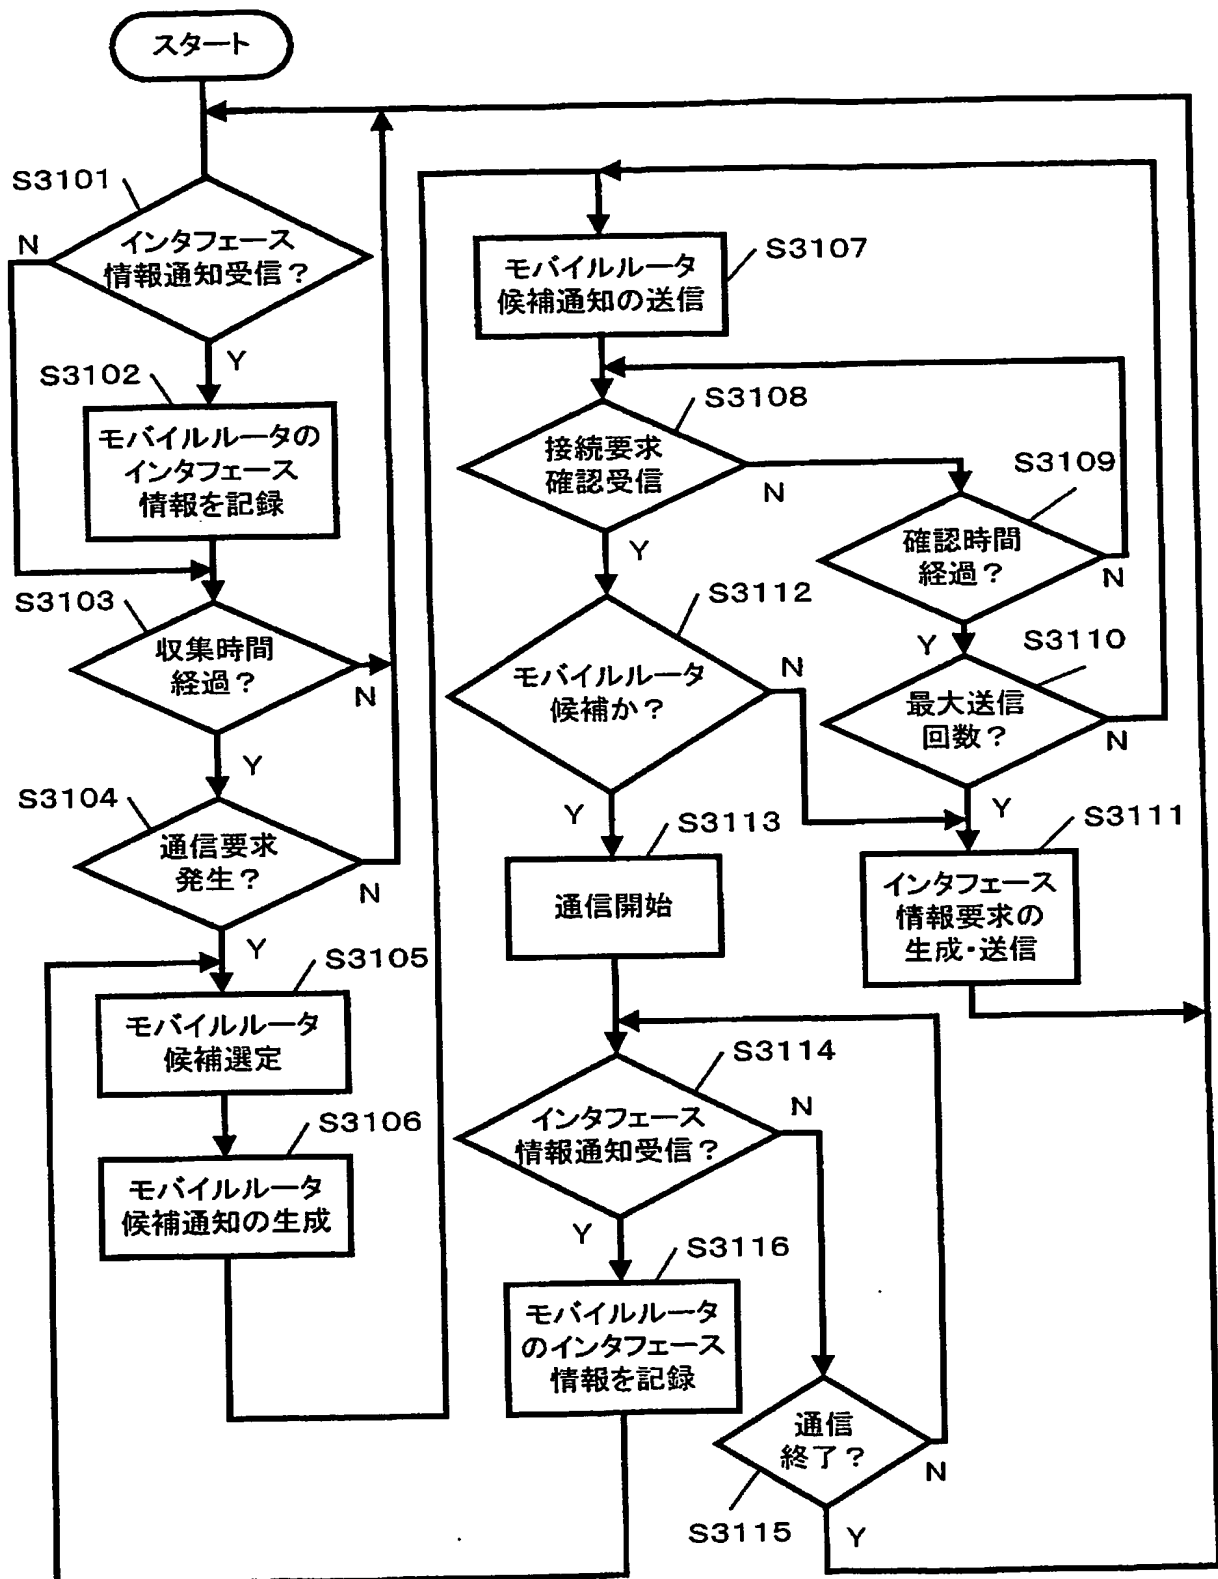 スタート
S3101
N
インタフェース
情報通知受信？
Y
S3102
モバイルルータの
インタフェース
情報を記録
S3103
収集時間
経過？
N
Y
S3104
通信要求
発生？
N
Y
S3105
モバイルルータ
候補選定
S3106
モバイルルータ
候補通知の生成
S3107
モバイルルータ
候補通知の送信
S3108
接続要求
確認受信
N
Y
S3109
確認時間
経過？
N
Y
S3110
最大送信
回数？
N
Y
S3111
インタフェース
情報要求の
生成・送信
S3112
モバイルルータ
候補か？
N
Y
S3113
通信開始
S3114
インタフェース
情報通知受信？
N
Y
S3116
モバイルルータ
のインタフェース
情報を記録
通信
終了？
N
S3115
Y